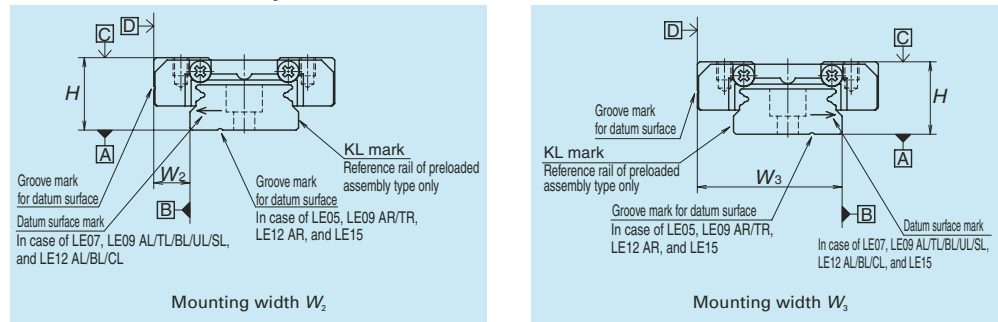 D
C
H
A
KL mark
Reference rail of preloaded
assembly type only
W2
Groove mark
for datum surface
Groove mark
for datum surface
In case of LE05, LE09 AR/TR,
LE12 AR, and LE15
B
Datum surface mark
In case of LE07, LE09 AL/TL/BL/UL/SL,
and LE12 AL/BL/CL
Mounting width W2
D
C
H
Groove mark
for datum surface
A
KL mark
Reference rail of preloaded
assembly type only
W3
Groove mark for datum surface
In case of LE05, LE09 AR/TR,
LE12 AR, and LE15
B
Datum surface mark
In case of LE07, LE09 AL/TL/BL/UL/SL,
LE12 AL/BL/CL, and LE15
Mounting width W3